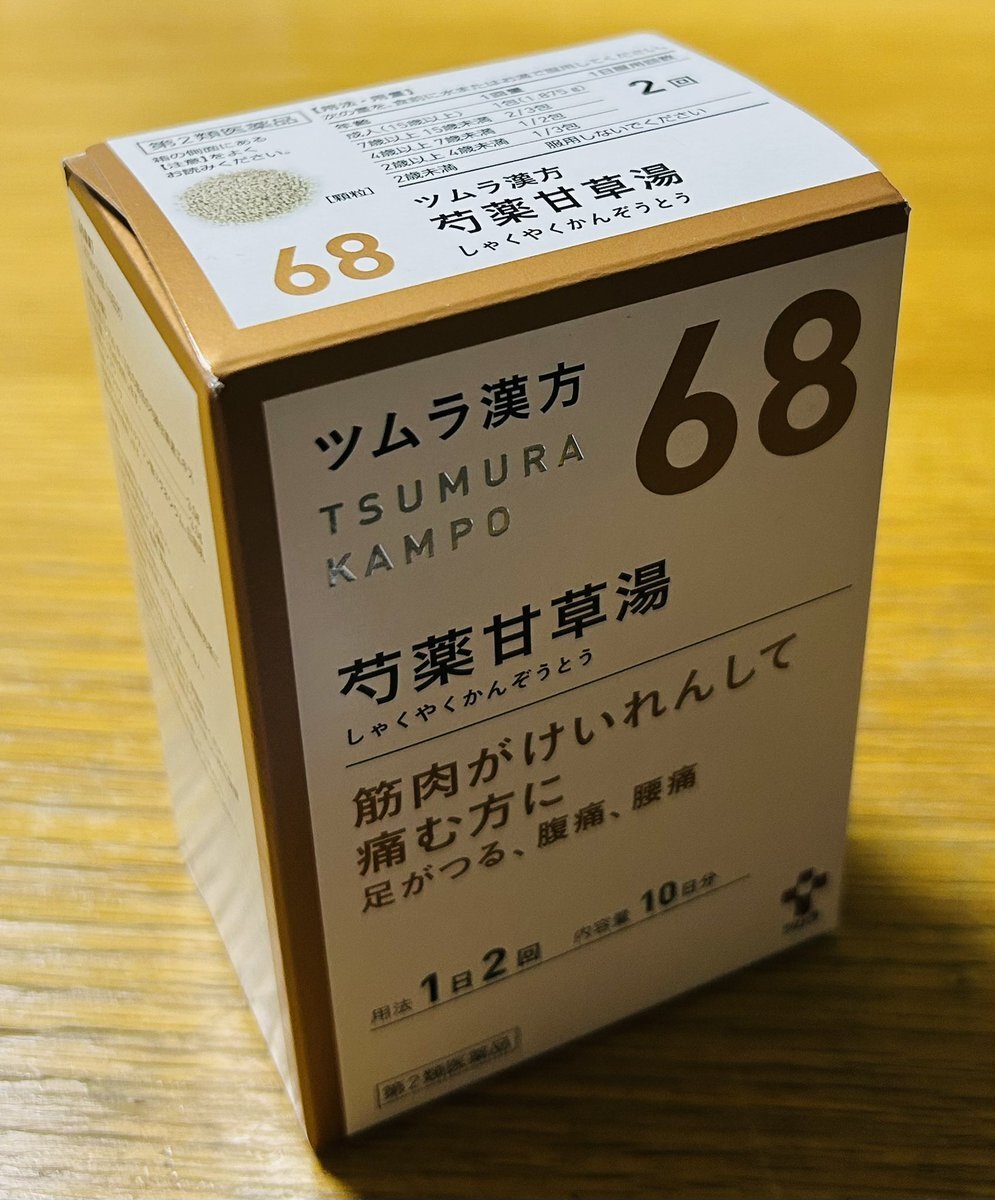 第2類医薬品
箱の側面にある
【注意】をよく
お読みください。
【用法・用量】
次の量を 食前に水またはお湯で服用してください。
年齢 1回量 1日服用回数
成人(15歳以上) 1包(1.875g) 2回
7歳以上 15歳未満 2/3包
4歳以上 7歳未満 1/2包
2歳以上 4歳未満 1/3包
2歳未満 服用しないでください
[顆粒]
68
ツムラ漢方
芍薬甘草湯
しゃくやくかんぞうとう
ツムラ漢方
TSUMURA
KAMPO
68
芍薬甘草湯
しゃくやくかんぞうとう
筋肉がけいれんして
痛む方に
足がつる、腹痛、腰痛
用法 1日2回 内容量 10日分
第2類医薬品